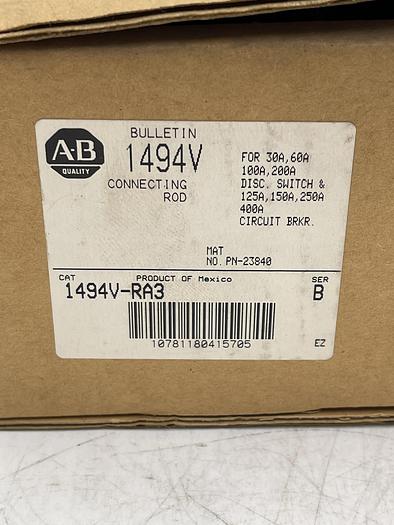 A-B
QUALITY
BULLETIN
1494V
CONNECTING
ROD
FOR 30A,60A
100A,200A
DISC. SWITCH &
125A,150A,250A
400A
CIRCUIT BRKR.
MAT
NO. PN-23840
CAT
PRODUCT OF Mexico
SER
1494V-RA3
B
10781180415705
EZ